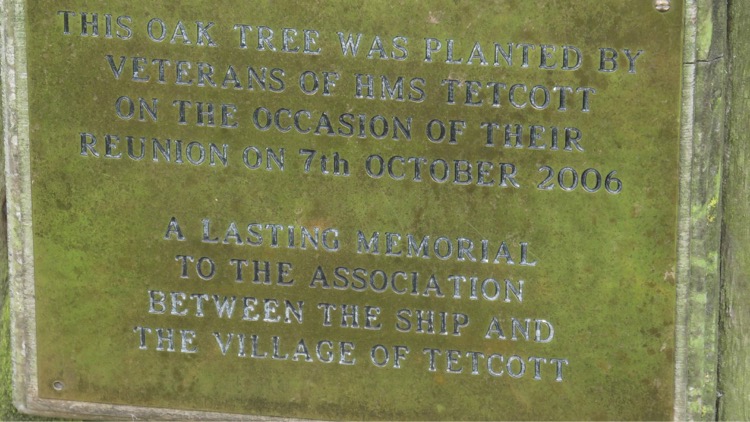 THIS OAK TREE WAS PLANTED BY
VETERANS OF HMS TETCOTT
ON THE OCCASION OF THEIR
REUNION ON 7th OCTOBER 2006
A LASTING MEMORIAL
TO THE ASSOCIATION
BETWEEN THE SHIP AND
THE VILLAGE OF TETCOTT